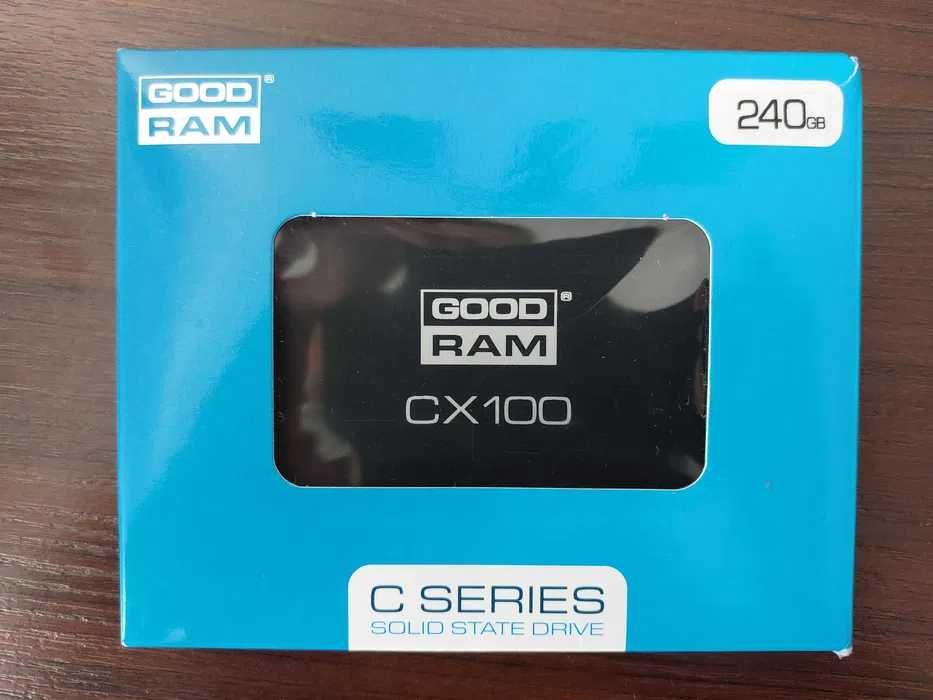 GOOD®
RAM
240GB
GOOD®
RAM
CX100
C SERIES
SOLID STATE DRIVE